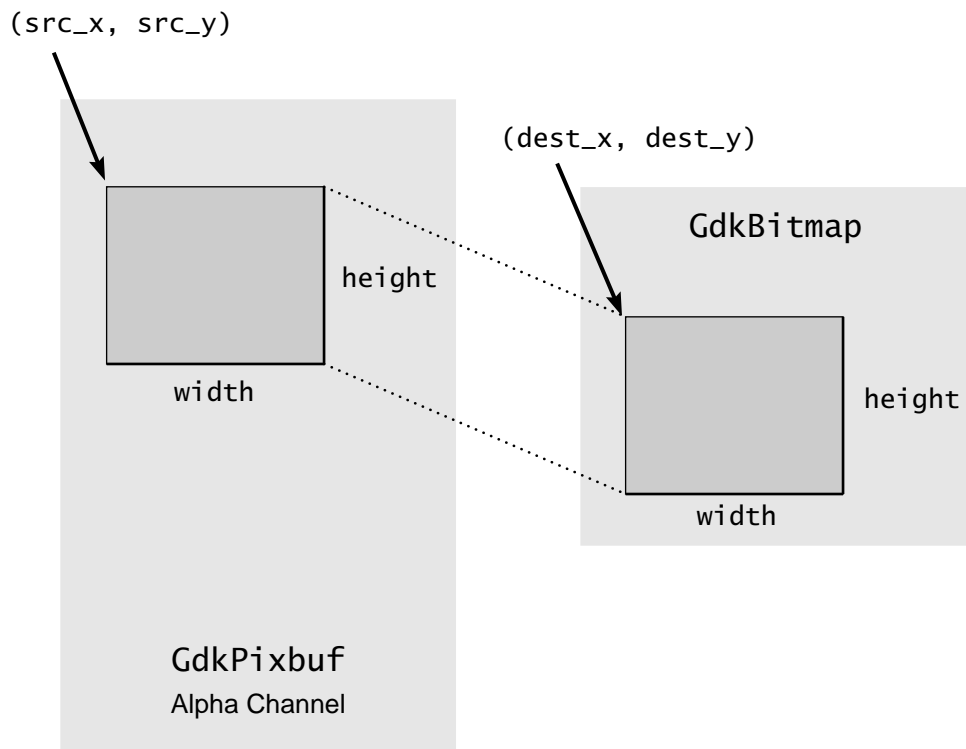 (src_x, src_y)
(dest_x, dest_y)
GdkBitmap
height
width
height
width
GdkPixbuf
Alpha Channel